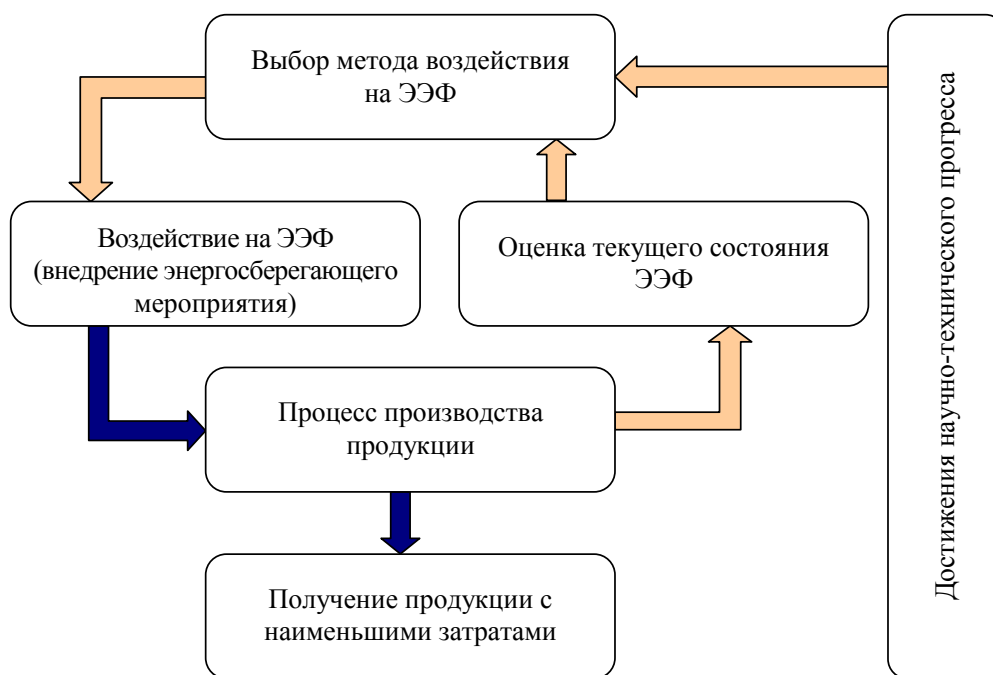 Выбор метода воздействия
на ЭЭФ
Воздействие на ЭЭФ
(внедрение энергосберегающего
мероприятия)
Оценка текущего состояния
ЭЭФ
Процесс производства
продукции
Получение продукции с
наименьшими затратами
Достижения научно-технического прогресса